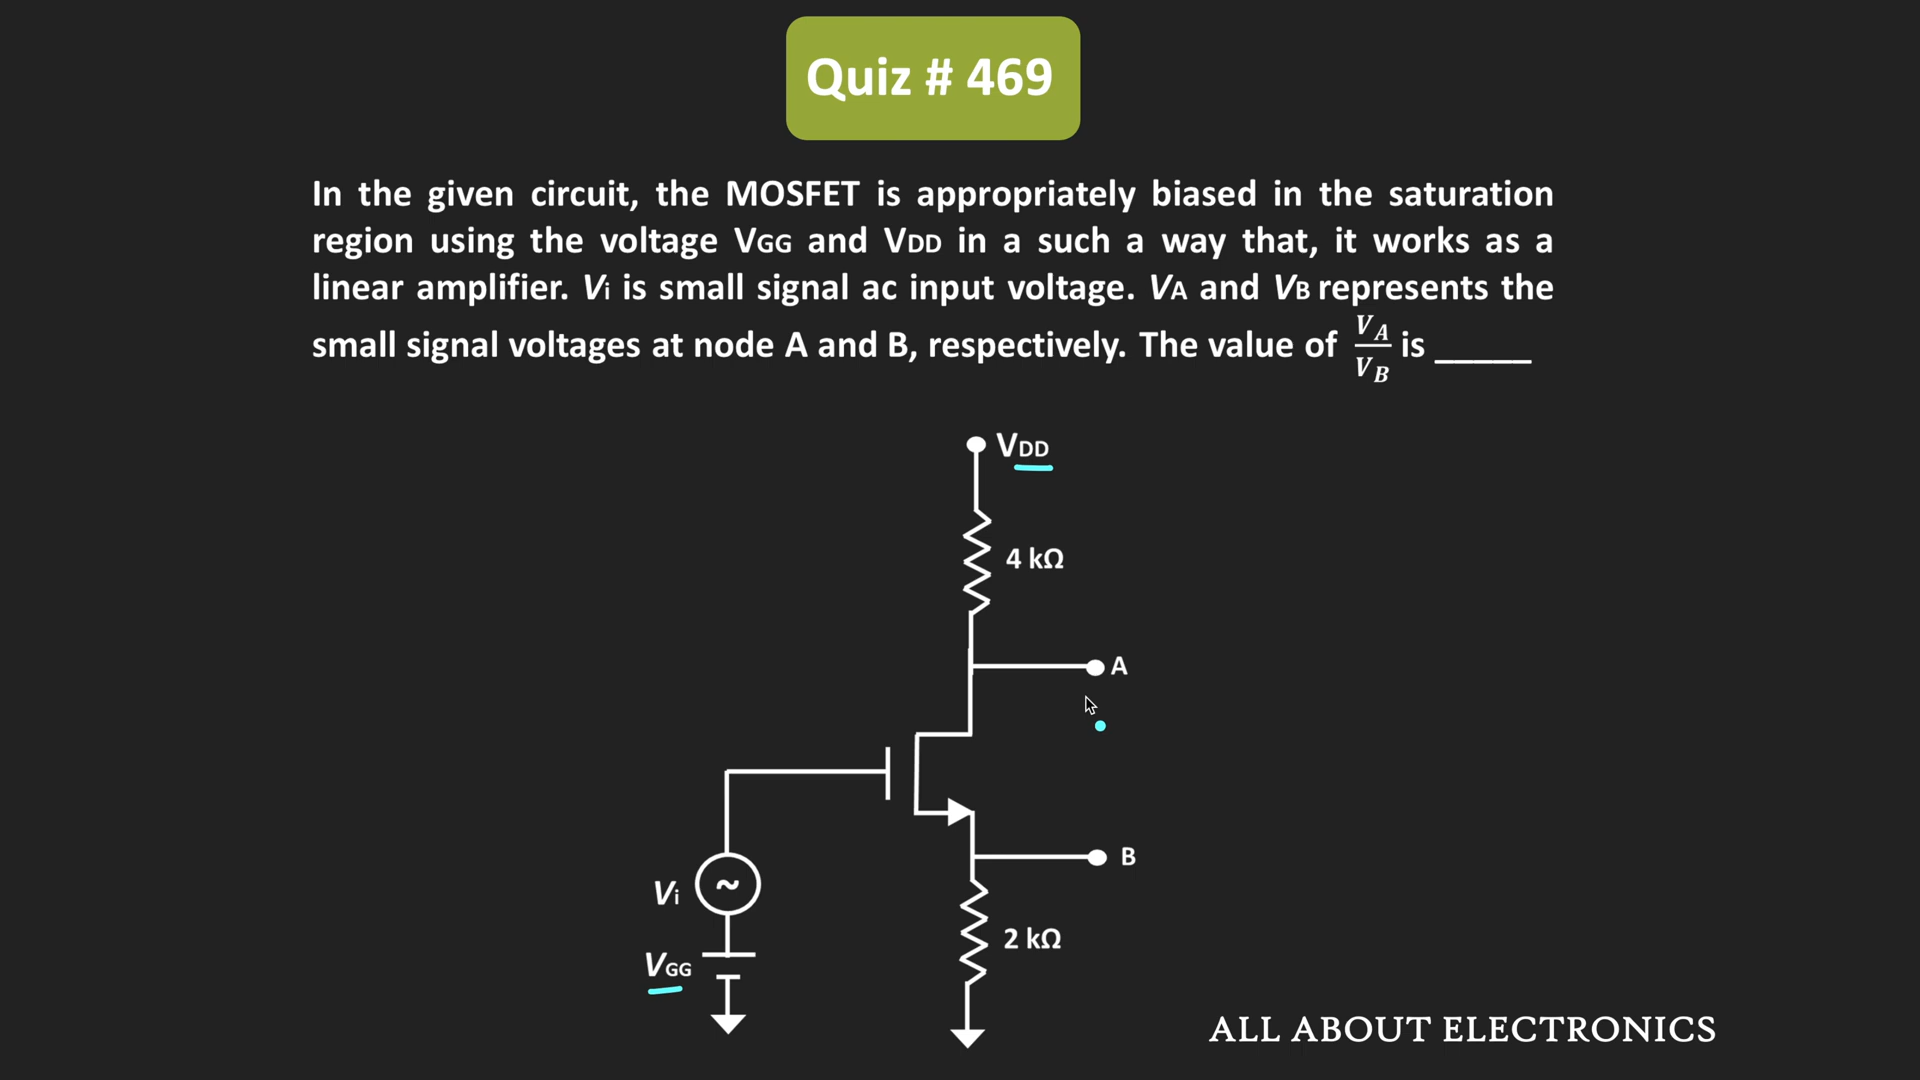 Quiz # 469
In the given circuit, the MOSFET is appropriately biased in the saturation
region using the voltage VGG and VDD in a such a way that, it works as a
linear amplifier. Vi is small signal ac input voltage. VA and VB represents the
small signal voltages at node A and B, respectively. The value of VA/VB is _____
VDD
4 kΩ
A
B
Vi
2 kΩ
VGG
ALL ABOUT ELECTRONICS